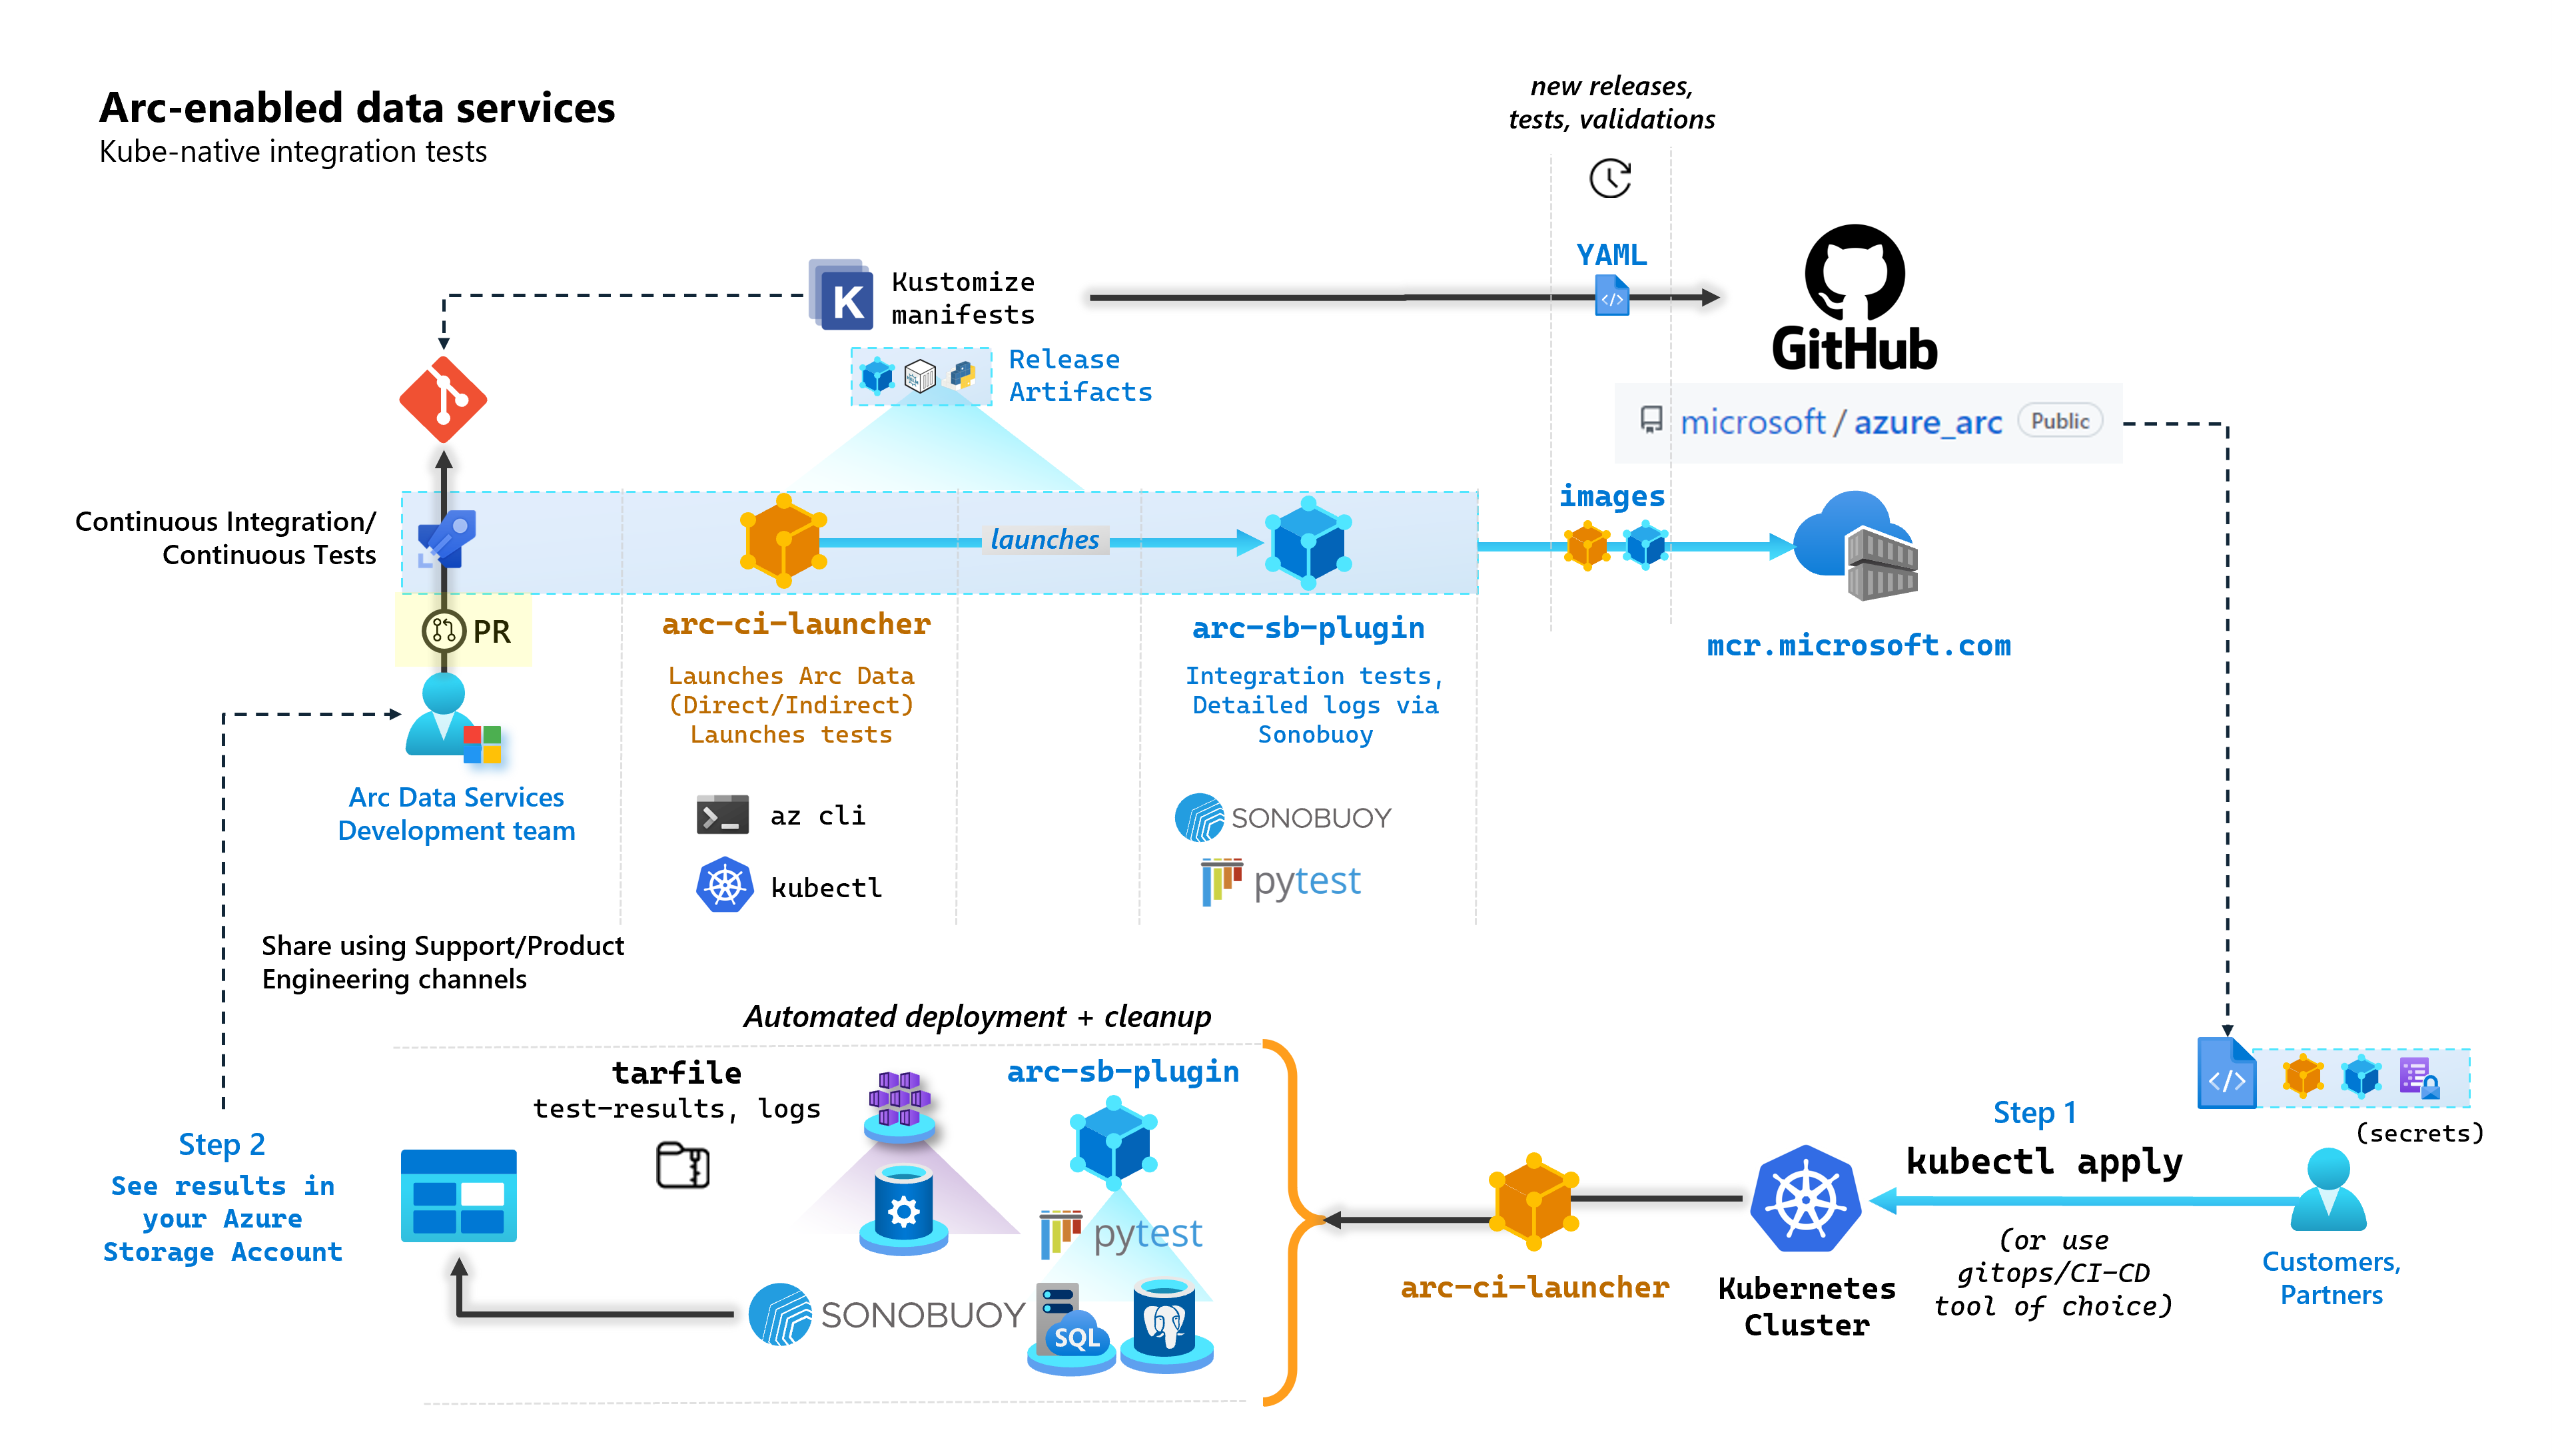 Arc-enabled data services
Kube-native integration tests
new releases,
tests, validations
YAML
K
Kustomize
manifests
GitHub
Release
Artifacts
microsoft / azure_arc Public
Continuous Integration/
Continuous Tests
launches
images
PR
arc-ci-launcher
Launches Arc Data
(Direct/Indirect)
Launches tests
arc-sb-plugin
Integration tests,
Detailed logs via
Sonobuoy
mcr.microsoft.com
Arc Data Services
Development team
az cli
kubectl
SONOBUOY
pytest
Share using Support/Product
Engineering channels
Automated deployment + cleanup
tarfile
test-results, logs
arc-sb-plugin
pytest
SONOBUOY
SQL
Step 2
See results in
your Azure
Storage Account
arc-ci-launcher
Kubernetes
Cluster
Step 1
kubectl apply
(or use
gitops/CI-CD
tool of choice)
(secrets)
Customers,
Partners